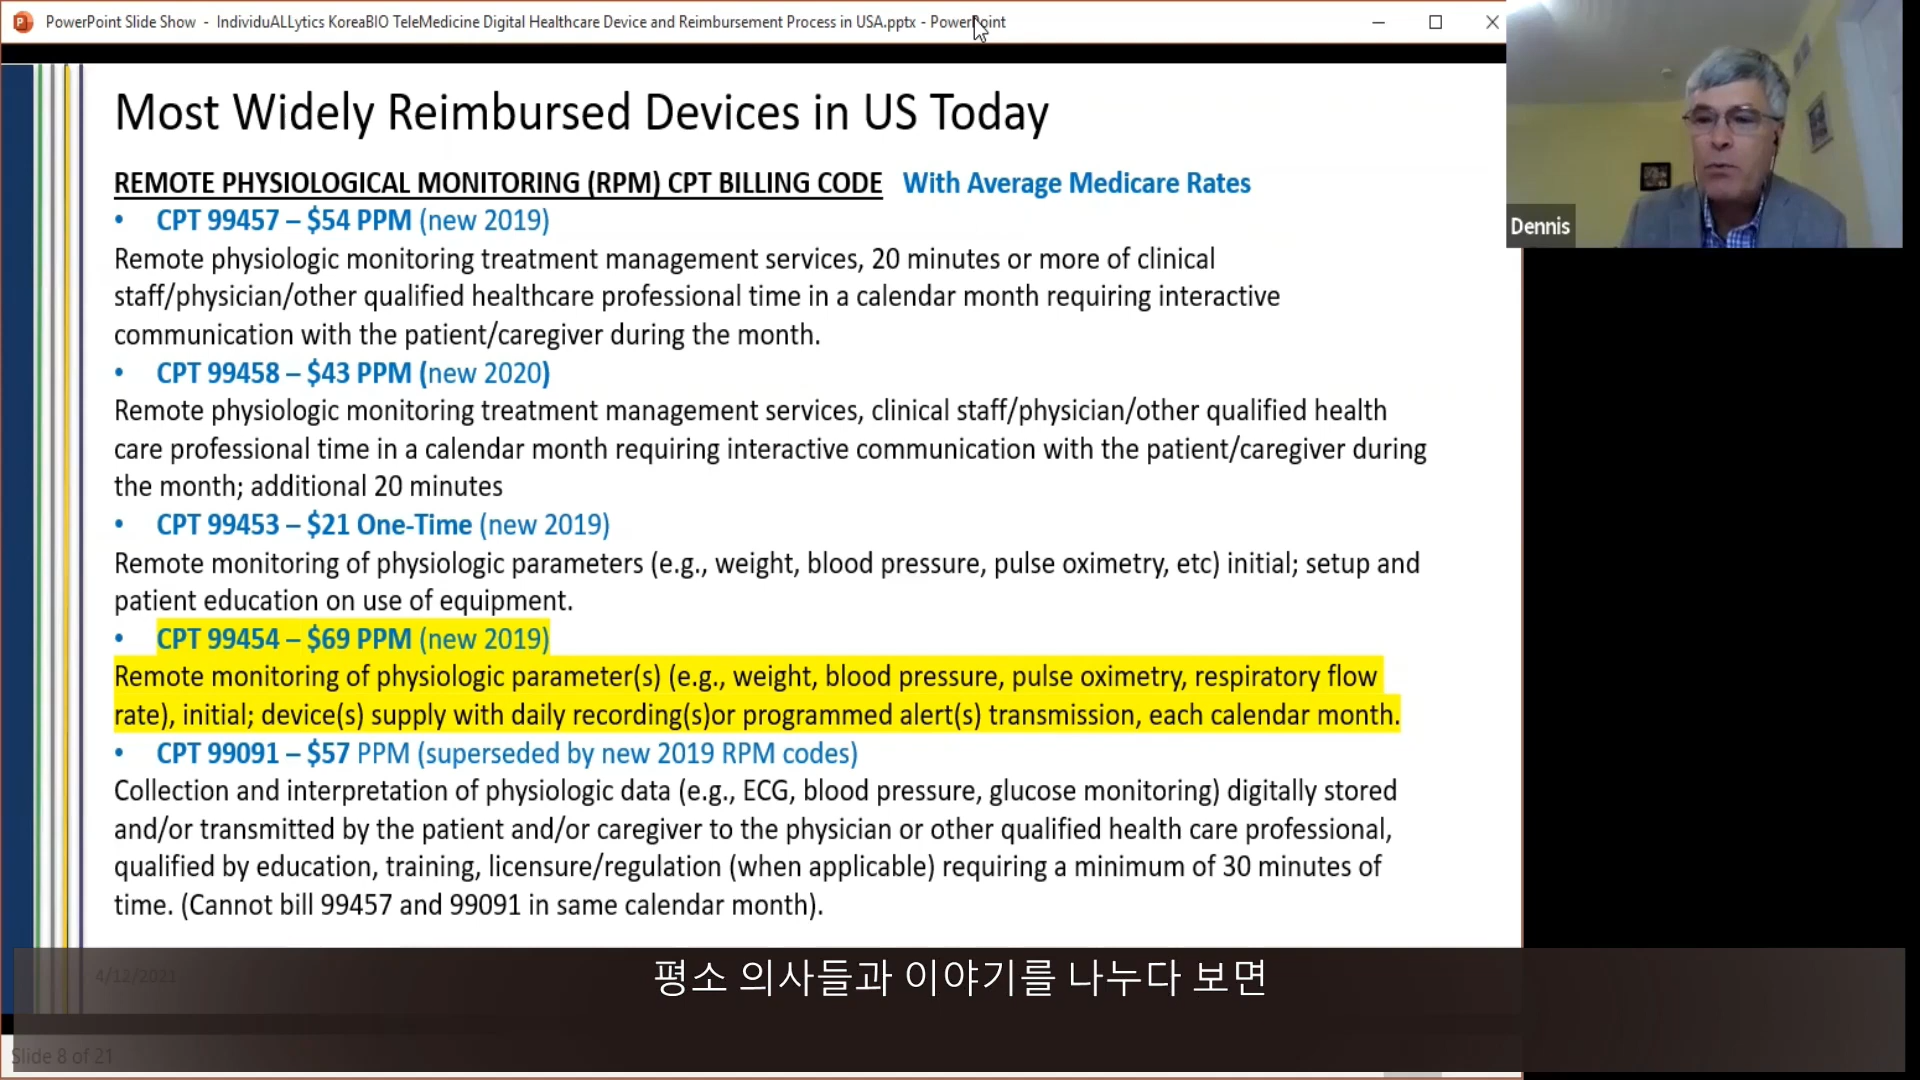 PowerPoint Slide Show - IndividuALLytics KoreaBIO TeleMedicine Digital Healthcare Device and Reimbursement Process in USA.pptx - PowerPoint
Most Widely Reimbursed Devices in US Today
REMOTE PHYSIOLOGICAL MONITORING (RPM) CPT BILLING CODE With Average Medicare Rates
• CPT 99457 – $54 PPM (new 2019)
Remote physiologic monitoring treatment management services, 20 minutes or more of clinical
staff/physician/other qualified healthcare professional time in a calendar month requiring interactive
communication with the patient/caregiver during the month.
• CPT 99458 – $43 PPM (new 2020)
Remote physiologic monitoring treatment management services, clinical staff/physician/other qualified health
care professional time in a calendar month requiring interactive communication with the patient/caregiver during
the month; additional 20 minutes
• CPT 99453 – $21 One-Time (new 2019)
Remote monitoring of physiologic parameters (e.g., weight, blood pressure, pulse oximetry, etc) initial; setup and
patient education on use of equipment.
• CPT 99454 – $69 PPM (new 2019)
Remote monitoring of physiologic parameter(s) (e.g., weight, blood pressure, pulse oximetry, respiratory flow
rate), initial; device(s) supply with daily recording(s)or programmed alert(s) transmission, each calendar month.
• CPT 99091 – $57 PPM (superseded by new 2019 RPM codes)
Collection and interpretation of physiologic data (e.g., ECG, blood pressure, glucose monitoring) digitally stored
and/or transmitted by the patient and/or caregiver to the physician or other qualified health care professional,
qualified by education, training, licensure/regulation (when applicable) requiring a minimum of 30 minutes of
time. (Cannot bill 99457 and 99091 in same calendar month).
Dennis
4/12/2021
평소 의사들과 이야기를 나누다 보면
Slide 8 of 21